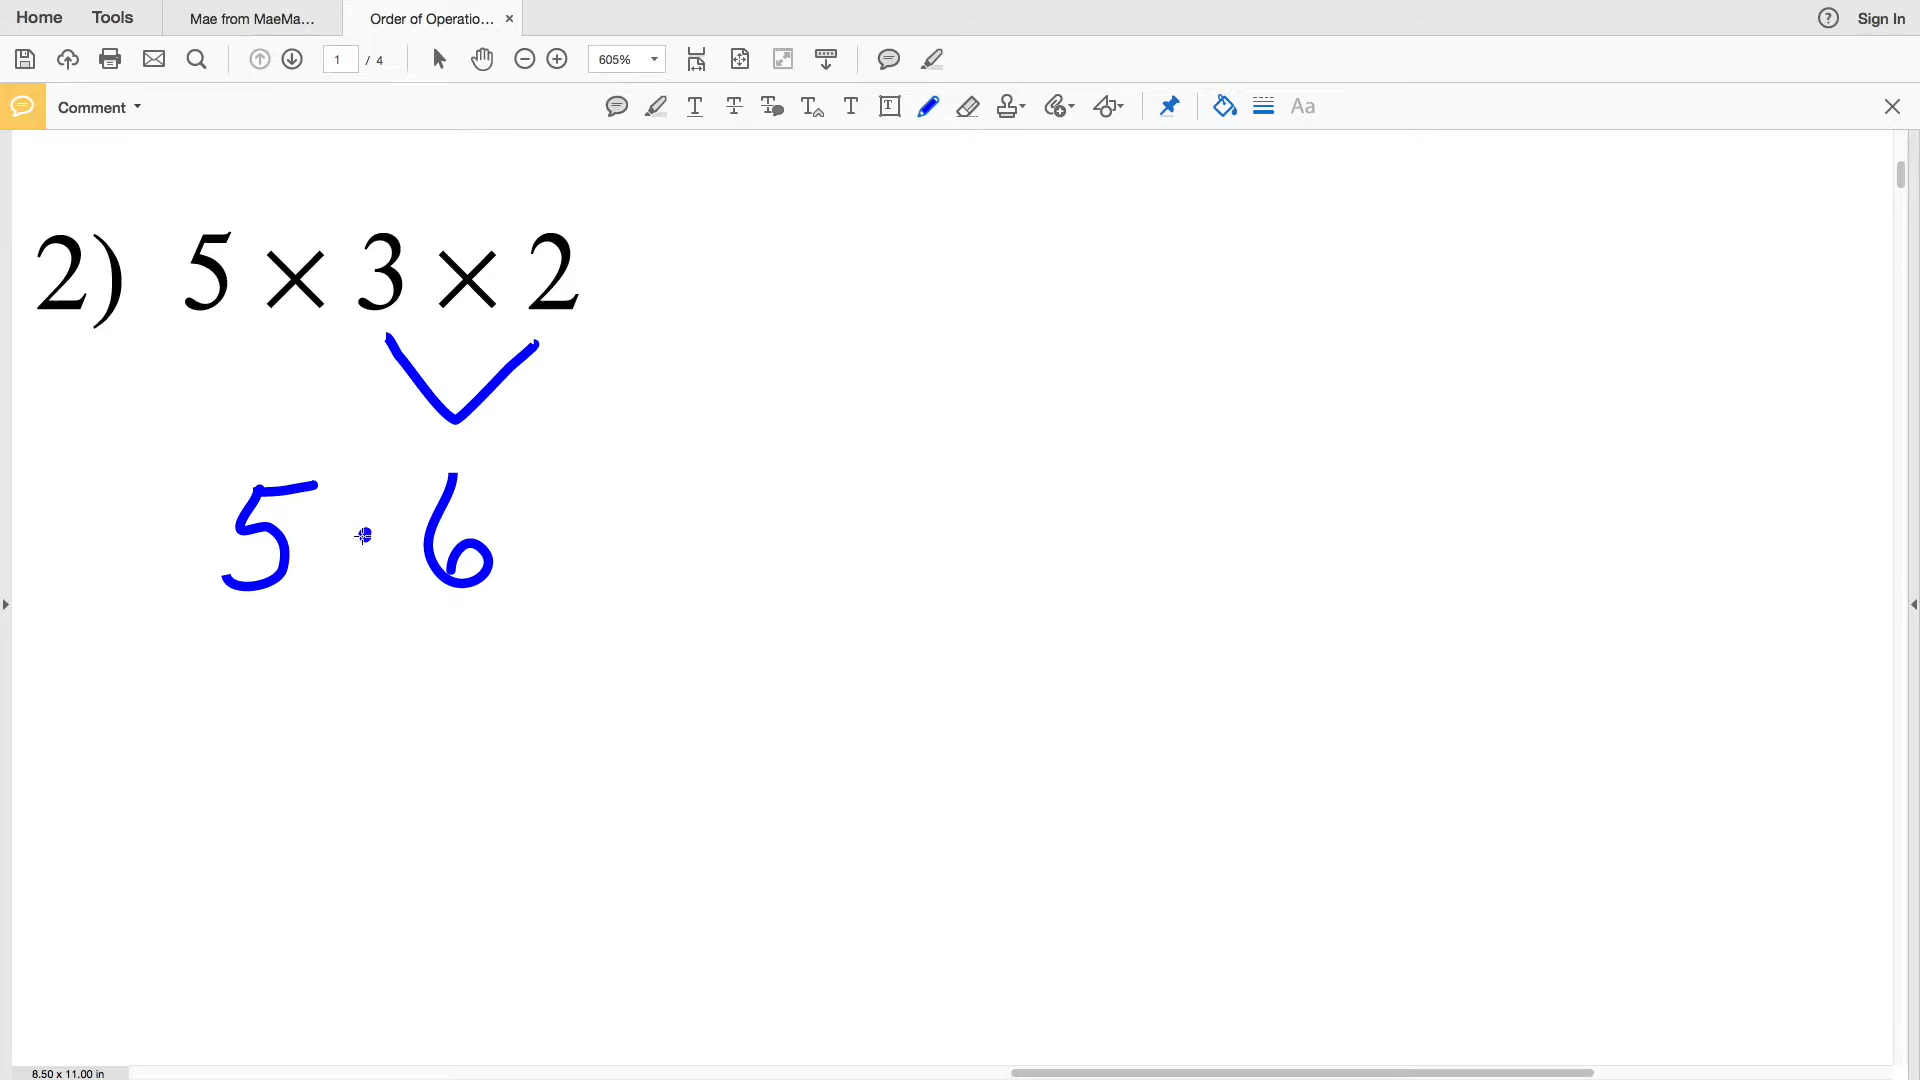 Home Tools Mae from MaeMa... Order of Operatio... × Sign In
1 / 4 605%
Comment Aa
2) 5 × 3 × 2
5 · 6
8.50 x 11.00 in